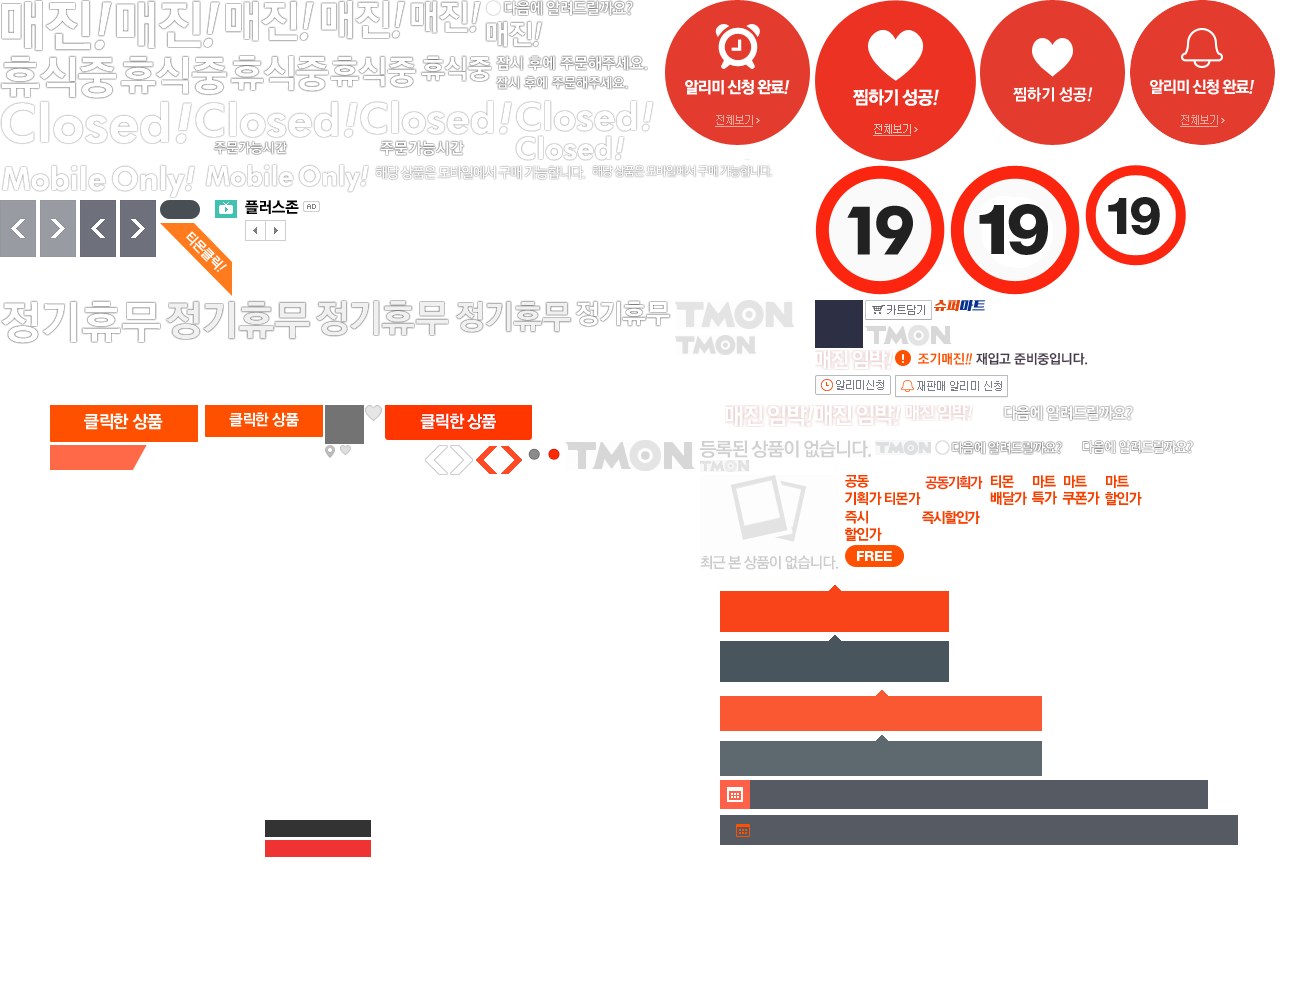 매진! 매진! 매진! 매진! 매진! 다음에 알려드릴까요?
매진!
휴식중 휴식중 휴식중 휴식중 휴식중 잠시 후에 주문해주세요.
잠시 후에 주문해주세요.
Closed! Closed! Closed! Closed!
주문가능시간 주문가능시간 Closed!
Mobile Only! Mobile Only! 해당 상품은 모바일에서 구매 가능합니다. 해당 상품은 모바일에서 구매 가능합니다.
알리미 신청 완료!
전체보기 >
찜하기 성공!
전체보기 >
찜하기 성공!
알리미 신청 완료!
전체보기 >
플러스존 AD
티몬클릭!
19 19 19
정기휴무 정기휴무 정기휴무 정기휴무 정기휴무 TMON
TMON
카트담기 슈퍼마트
TMON
매진 임박! 조기매진!! 재입고 준비중입니다.
알리미신청 재판매 알리미 신청
클릭한 상품 클릭한 상품 클릭한 상품
매진 임박! 매진 임박! 매진 임박! 다음에 알려드릴까요?
TMON 등록된 상품이 없습니다. TMON 다음에 알려드릴까요? 다음에 알려드릴까요?
TMON
공동
기획가 티몬가
공동기획가
티몬
배달가
마트
특가
마트
쿠폰가
마트
할인가
즉시
할인가
즉시할인가
FREE
최근 본 상품이 없습니다.